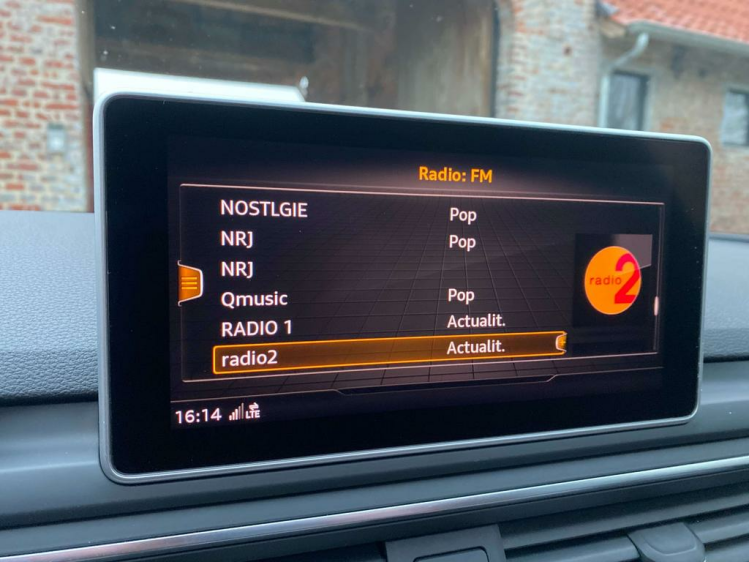 Radio: FM
NOSTLGIE Pop
NRJ Pop
NRJ
Qmusic Pop
RADIO 1 Actualit.
radio2 Actualit.
radio 2
16:14 LTE